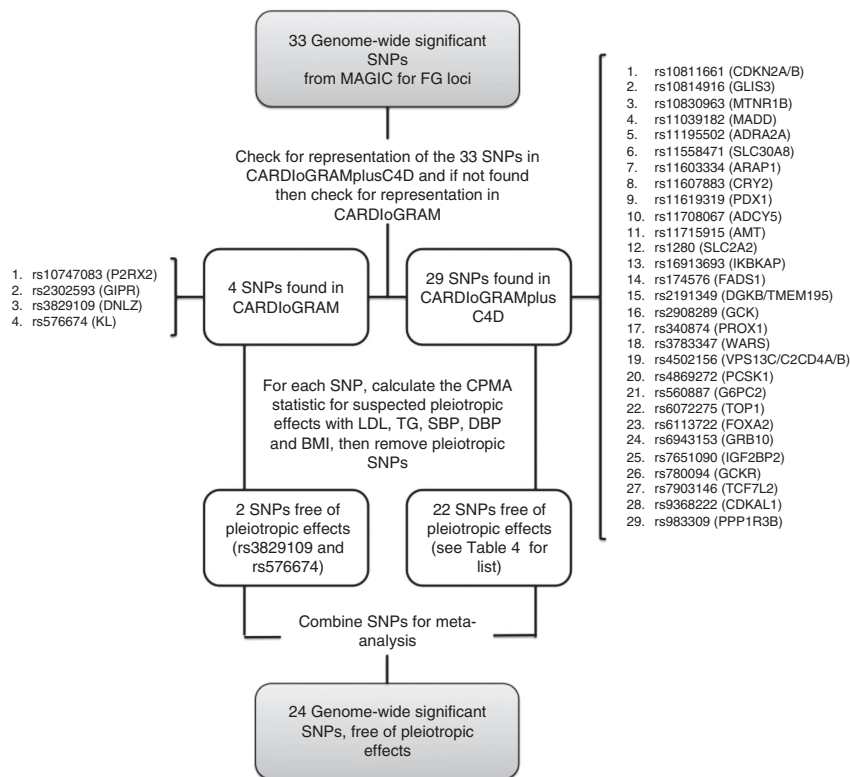 33 Genome-wide significant
SNPs
from MAGIC for FG loci
Check for representation of the 33 SNPs in
CARDIoGRAMplusC4D and if not found
then check for representation in
CARDIoGRAM
1. rs10747083 (P2RX2)
2. rs2302593 (GIPR)
3. rs3829109 (DNLZ)
4. rs576674 (KL)
4 SNPs found in
CARDIoGRAM
29 SNPs found in
CARDIoGRAMplus
C4D
1. rs10811661 (CDKN2A/B)
2. rs10814916 (GLIS3)
3. rs10830963 (MTNR1B)
4. rs11039182 (MADD)
5. rs11195502 (ADRA2A)
6. rs11558471 (SLC30A8)
7. rs11603334 (ARAP1)
8. rs11607883 (CRY2)
9. rs11619319 (PDX1)
10. rs11708067 (ADCY5)
11. rs11715915 (AMT)
12. rs1280 (SLC2A2)
13. rs16913693 (IKBKAP)
14. rs174576 (FADS1)
15. rs2191349 (DGKB/TMEM195)
16. rs2908289 (GCK)
17. rs340874 (PROX1)
18. rs3783347 (WARS)
19. rs4502156 (VPS13C/C2CD4A/B)
20. rs4869272 (PCSK1)
21. rs560887 (G6PC2)
22. rs6072275 (TOP1)
23. rs6113722 (FOXA2)
24. rs6943153 (GRB10)
25. rs7651090 (IGF2BP2)
26. rs780094 (GCKR)
27. rs7903146 (TCF7L2)
28. rs9368222 (CDKAL1)
29. rs983309 (PPP1R3B)
For each SNP, calculate the CPMA
statistic for suspected pleiotropic
effects with LDL, TG, SBP, DBP
and BMI, then remove pleiotropic
SNPs
2 SNPs free of
pleiotropic effects
(rs3829109 and
rs576674)
22 SNPs free of
pleiotropic effects
(see Table 4 for
list)
Combine SNPs for meta-
analysis
24 Genome-wide significant
SNPs, free of pleiotropic
effects